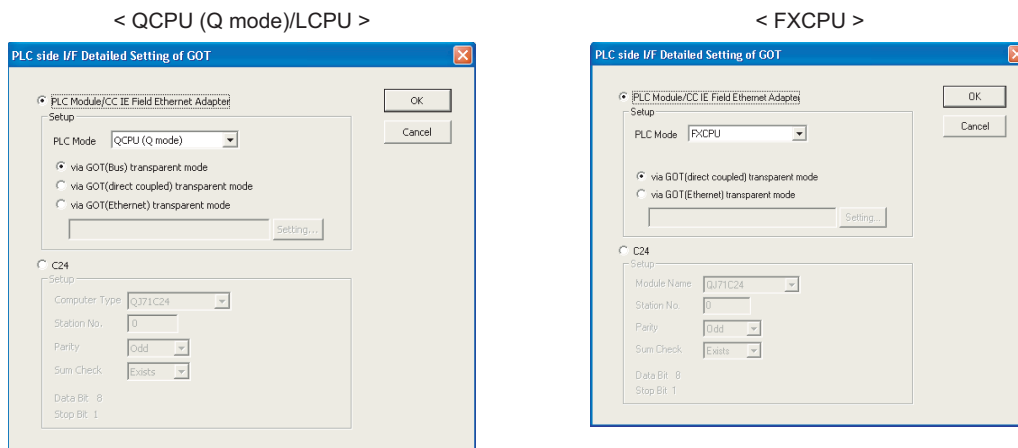 < QCPU (Q mode)/LCPU >
PLC side I/F Detailed Setting of GOT
PLC Module/CC IE Field Ethernet Adapter
OK
Setup
Cancel
PLC Mode QCPU (Q mode)
via GOT(Bus) transparent mode
via GOT(direct coupled) transparent mode
via GOT(Ethernet) transparent mode
Setting...
C24
Setup
Computer Type QJ71C24
Station No. 0
Parity Odd
Sum Check Exists
Data Bit 8
Stop Bit 1
< FXCPU >
PLC side I/F Detailed Setting of GOT
PLC Module/CC IE Field Ethernet Adapter
OK
Setup
Cancel
PLC Mode FXCPU
via GOT(direct coupled) transparent mode
via GOT(Ethernet) transparent mode
Setting...
C24
Setup
Module Name QJ71C24
Station No. 0
Parity Odd
Sum Check Exists
Data Bit 8
Stop Bit 1